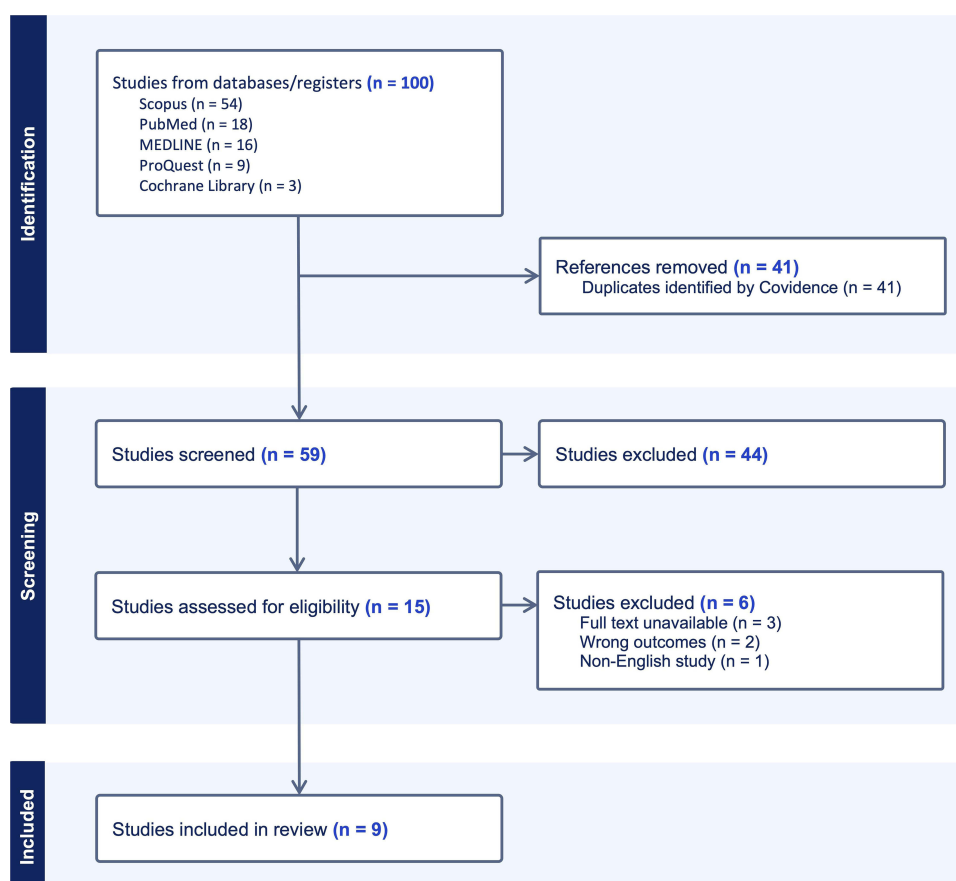 Identification
Studies from databases/registers (n = 100)
Scopus (n = 54)
PubMed (n = 18)
MEDLINE (n = 16)
ProQuest (n = 9)
Cochrane Library (n = 3)
References removed (n = 41)
Duplicates identified by Covidence (n = 41)
Screening
Studies screened (n = 59)
Studies excluded (n = 44)
Studies assessed for eligibility (n = 15)
Studies excluded (n = 6)
Full text unavailable (n = 3)
Wrong outcomes (n = 2)
Non-English study (n = 1)
Included
Studies included in review (n = 9)